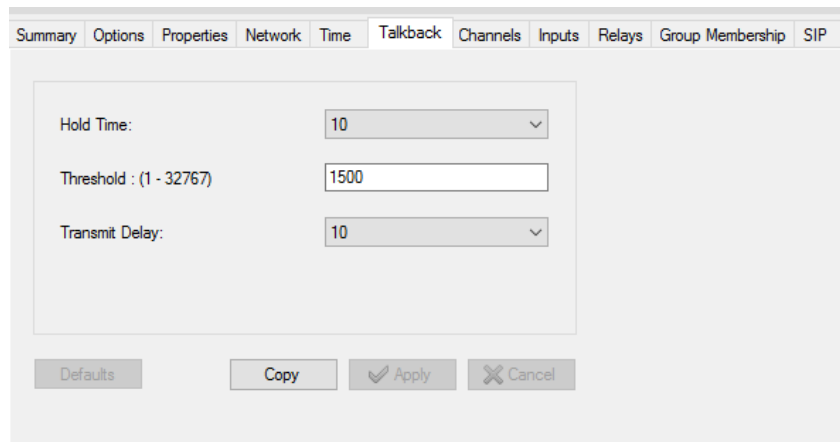 Summary Options Properties Network Time Talkback Channels Inputs Relays Group Membership SIP
Hold Time: 10
Threshold : (1 - 32767) 1500
Transmit Delay: 10
Defaults Copy Apply Cancel